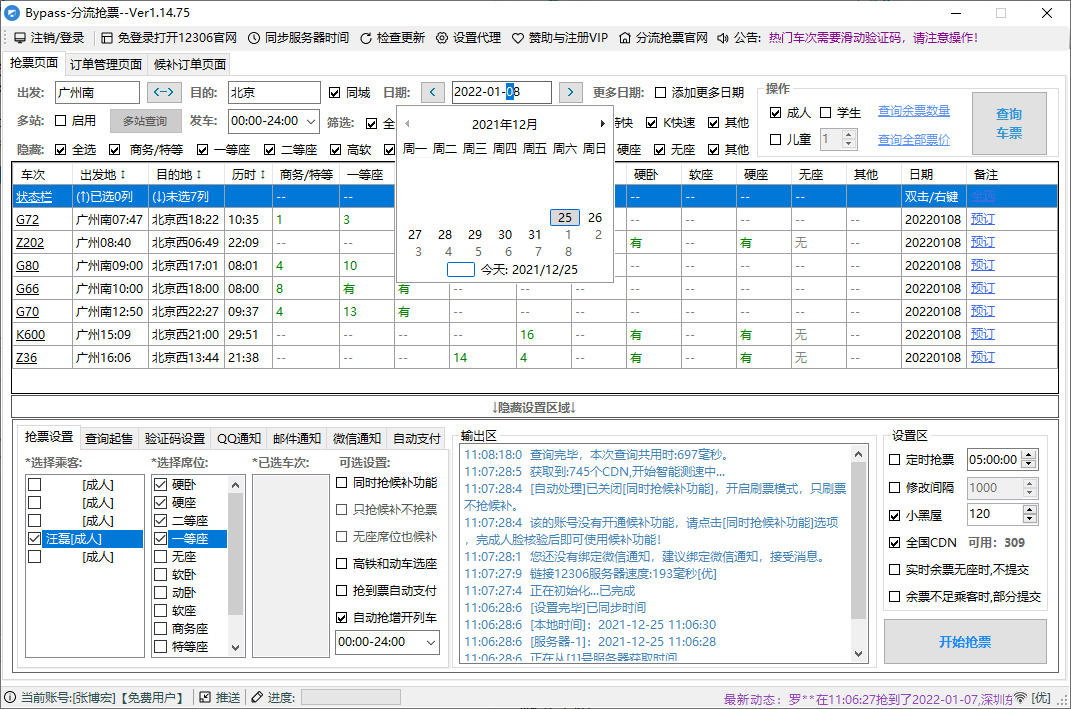 Bypass-分流抢票--Ver1.14.75
注销/登录 免登录打开12306官网 同步服务器时间 检查更新 设置代理 赞助与注册VIP 分流抢票官网 公告: 热门车次需要滑动验证码，请注意操作!
抢票页面 订单管理页面 候补订单页面
出发: 广州南 <-> 目的: 北京 同城 日期: < 2022-01-08 > 更多日期: 添加更多日期
多站: 启用 多站查询 发车: 00:00-24:00 筛选: 全 特快 K快速 其他
隐藏: 全选 商务/特等 一等座 二等座 高软 硬座 无座 其他
操作
成人 学生 查询余票数量
儿童 1 查询全部票价
查询
车票
2021年12月
周一 周二 周三 周四 周五 周六 周日
25 26
27 28 29 30 31 1 2
3 4 5 6 7 8
今天: 2021/12/25
车次 出发地↕ 目的地↕ 历时↕ 商务/特等 一等座 硬卧 软座 硬座 无座 其他 日期 备注
状态栏 (↑)已选0列 (↓)未选7列 -- -- -- -- -- -- -- 双击/右键 全选
G72 广州南07:47 北京西18:22 10:35 1 3 -- -- -- -- -- 20220108 预订
Z202 广州08:40 北京西06:49 22:09 -- -- 有 -- 有 无 -- 20220108 预订
G80 广州南09:00 北京西17:01 08:01 4 10 -- -- -- -- -- 20220108 预订
G66 广州南10:00 北京西18:00 08:00 8 有 有 -- -- -- -- -- -- -- -- 20220108 预订
G70 广州南12:50 北京西22:27 09:37 4 13 有 -- -- -- -- -- -- -- -- 20220108 预订
K600 广州15:09 北京西21:00 29:51 -- -- -- -- 16 -- 有 -- 有 无 -- 20220108 预订
Z36 广州16:06 北京西13:44 21:38 -- -- -- 14 4 -- 有 -- 有 无 -- 20220108 预订
↓隐藏设置区域↓
抢票设置 查询起售 验证码设置 QQ通知 邮件通知 微信通知 自动支付
*选择乘客: *选择席位: *已选车次: 可选设置:
[成人]
[成人]
[成人]
汪磊[成人]
[成人]
硬卧
硬座
二等座
一等座
无座
软卧
动卧
软座
商务座
特等座
同时抢候补功能
只抢候补不抢票
无座席位也候补
高铁和动车选座
抢到票自动支付
自动抢增开列车
00:00-24:00
输出区
11:08:18:0 查询完毕，本次查询共用时:697毫秒。
11:07:28:5 获取到:745个CDN,开始智能测速中...
11:07:28:4 [自动处理]已关闭[同时抢候补功能]，开启刷票模式，只刷票
不抢候补。
11:07:28:4 该的账号没有开通候补功能，请点击[同时抢候补功能]选项
，完成人脸核验后即可使用候补功能!
11:07:28:1 您还没有绑定微信通知，建议绑定微信通知，接受消息。
11:07:27:9 链接12306服务器速度:193毫秒[优]
11:07:27:4 正在初始化...已完成
11:06:28:6 [设置完毕]已同步时间
11:06:28:6 [本地时间]：2021-12-25 11:06:30
11:06:28:6 [服务器-1]：2021-12-25 11:06:28
11:06:28:6 正在从[1]号服务器获取时间
设置区
定时抢票 05:00:00
修改间隔 1000
小黑屋 120
全国CDN 可用: 309
实时余票无座时,不提交
余票不足乘客时,部分提交
开始抢票
当前账号:[张博宏]【免费用户】 推送 进度: 最新动态: 罗**在11:06:27抢到了2022-01-07,深圳东 [优]